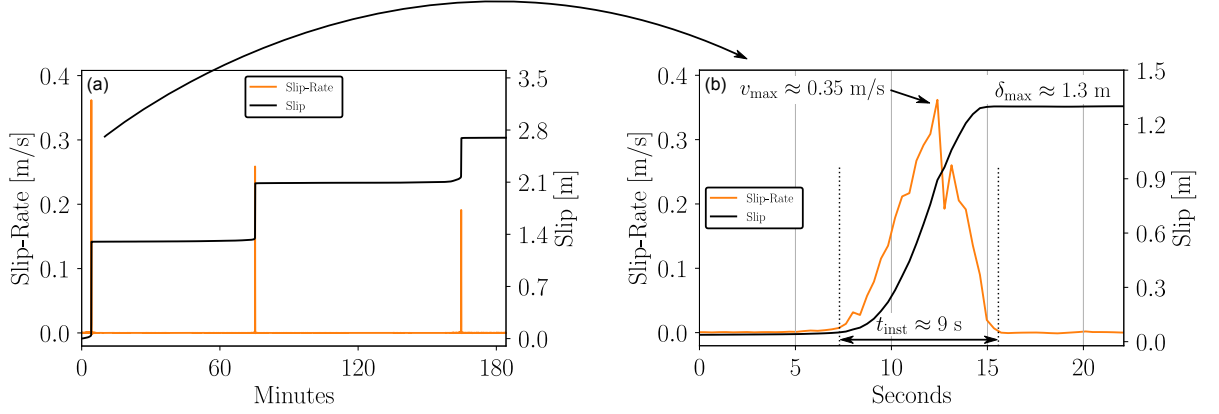 (a)
Slip-Rate
Slip
0.4
0.3
0.2
0.1
0.0
Slip-Rate [m/s]
3.5
2.8
2.1
1.4
0.7
0.0
Slip [m]
0 60 120 180
Minutes
(b)
v_max ≈ 0.35 m/s
δ_max ≈ 1.3 m
Slip-Rate
Slip
t_inst ≈ 9 s
0.4
0.3
0.2
0.1
0.0
Slip-Rate [m/s]
1.5
1.2
0.9
0.6
0.3
0.0
Slip [m]
0 5 10 15 20
Seconds